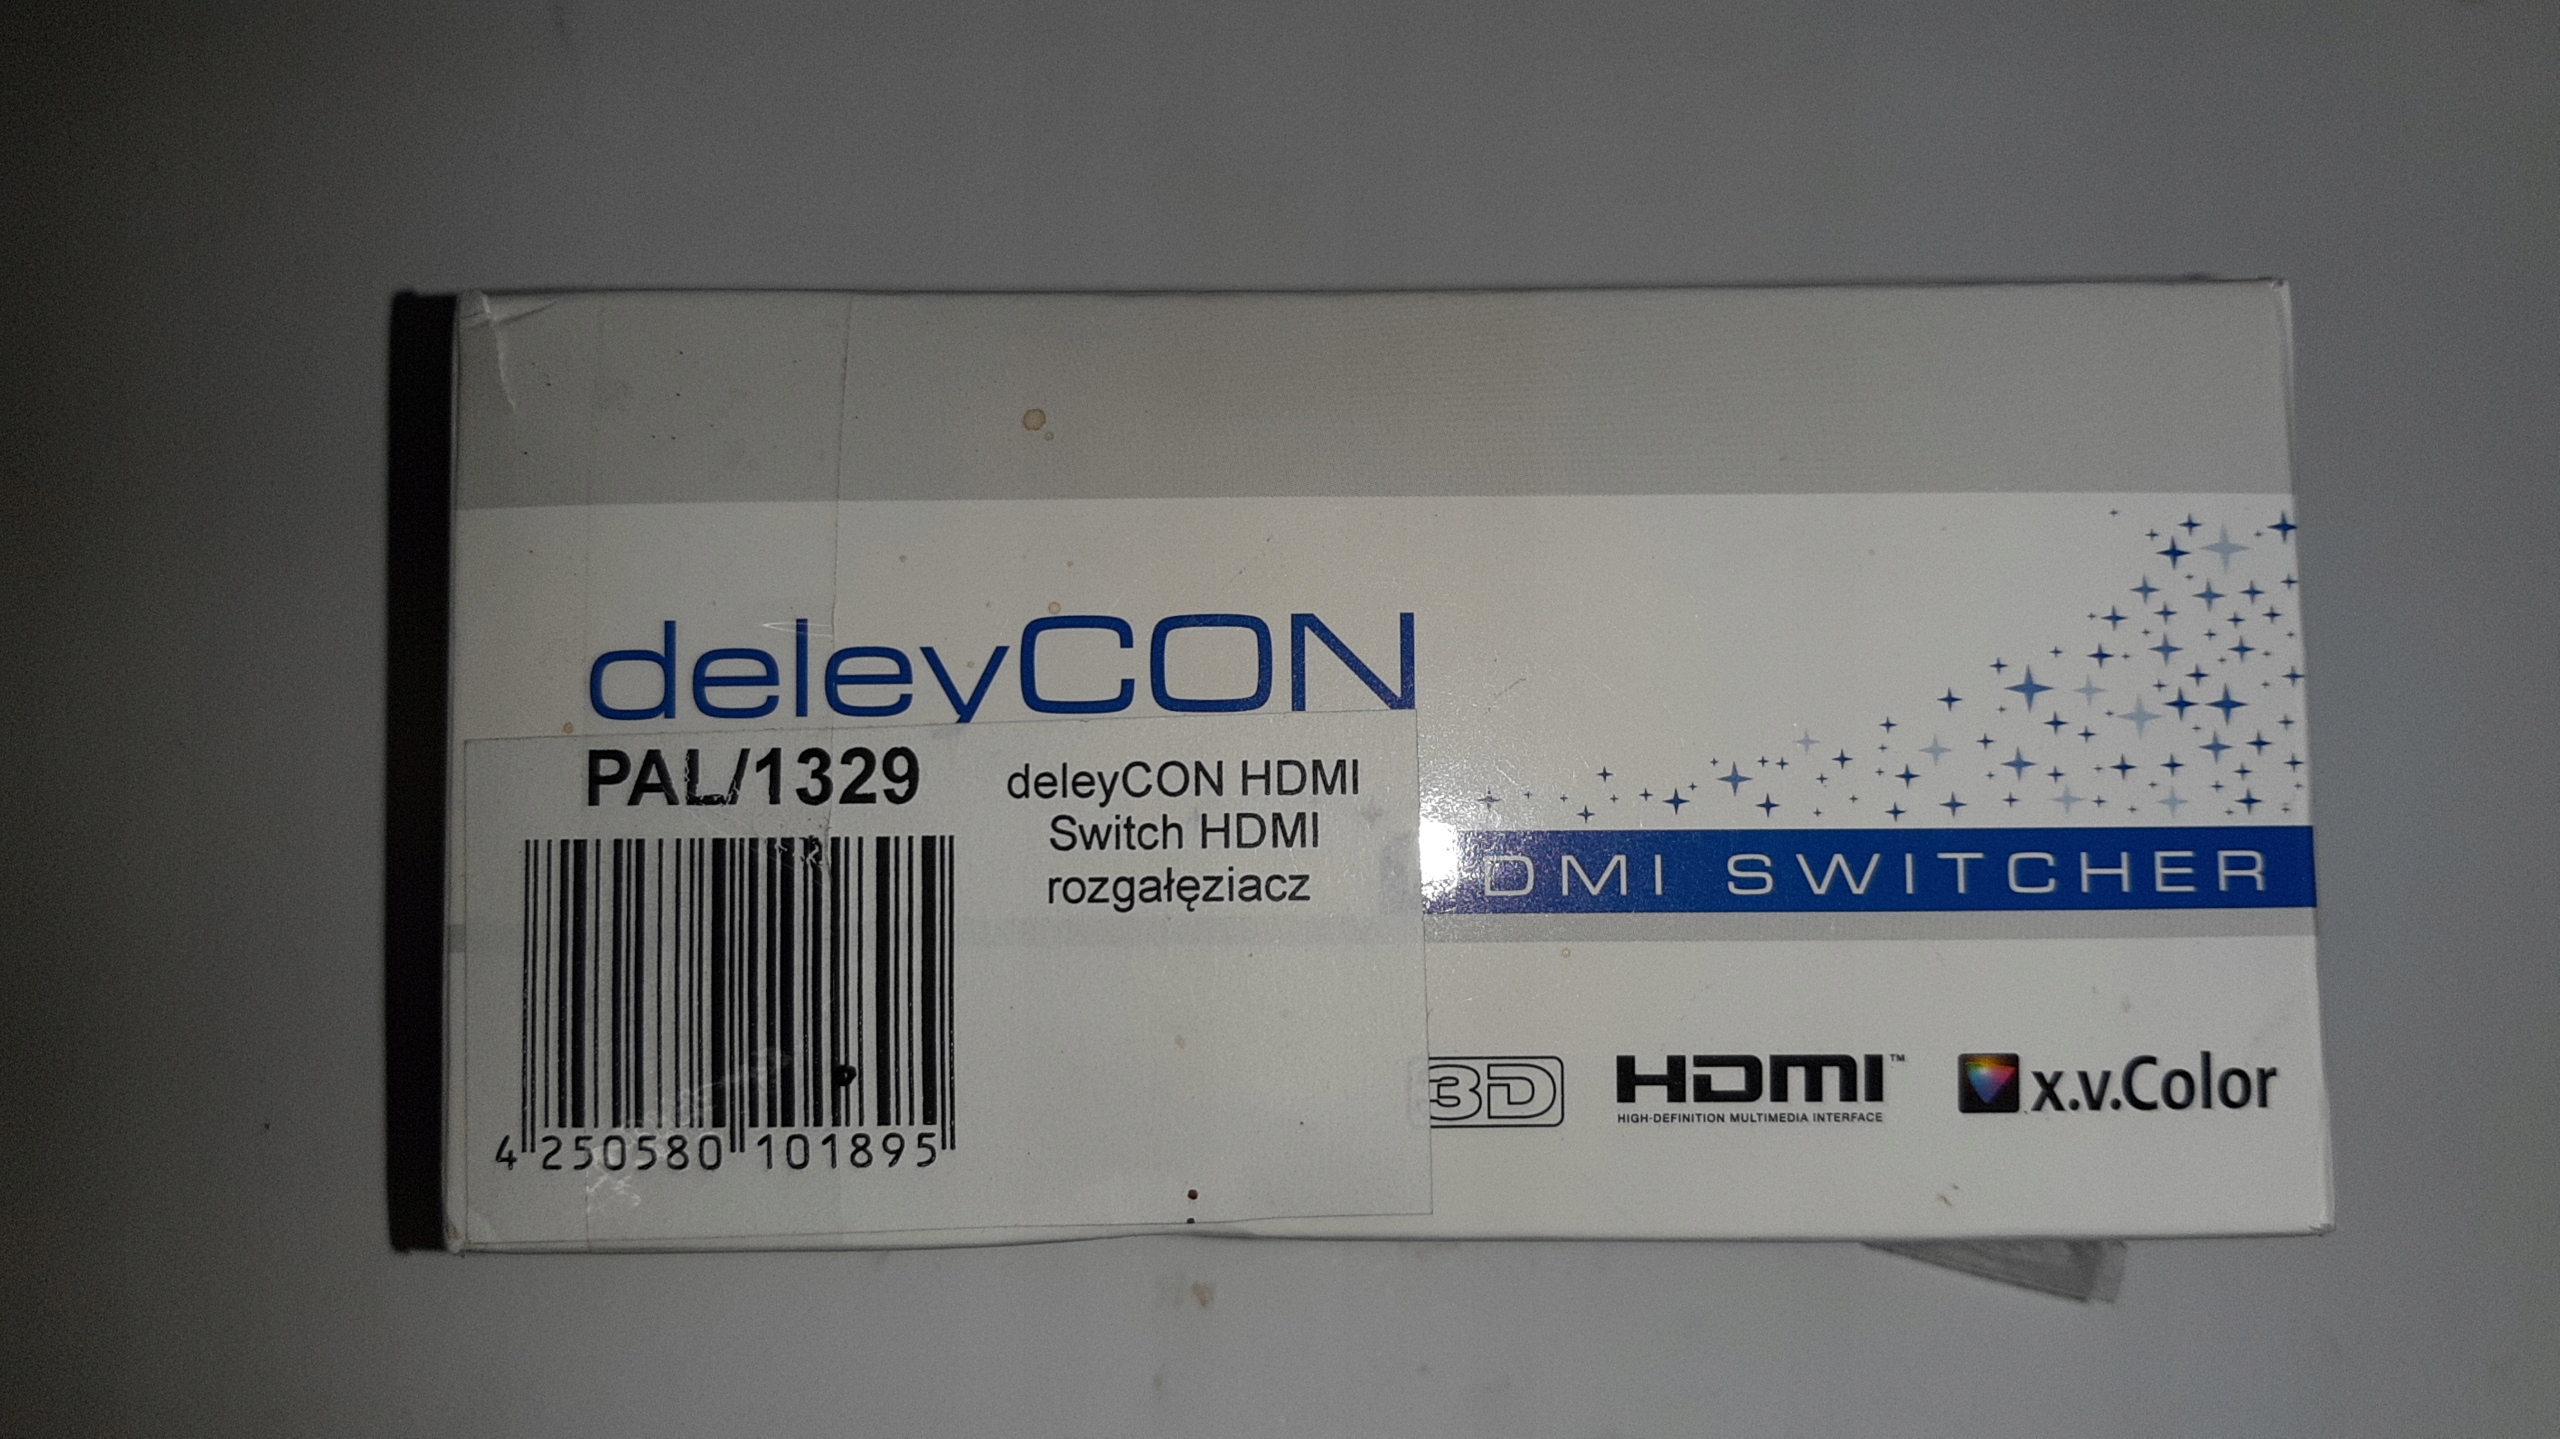 deleyCON
PAL/1329
deleyCON HDMI
Switch HDMI
rozgałęziacz
4 250580 101895
DMI SWITCHER
3D
HDMI™
HIGH-DEFINITION MULTIMEDIA INTERFACE
x.v.Color